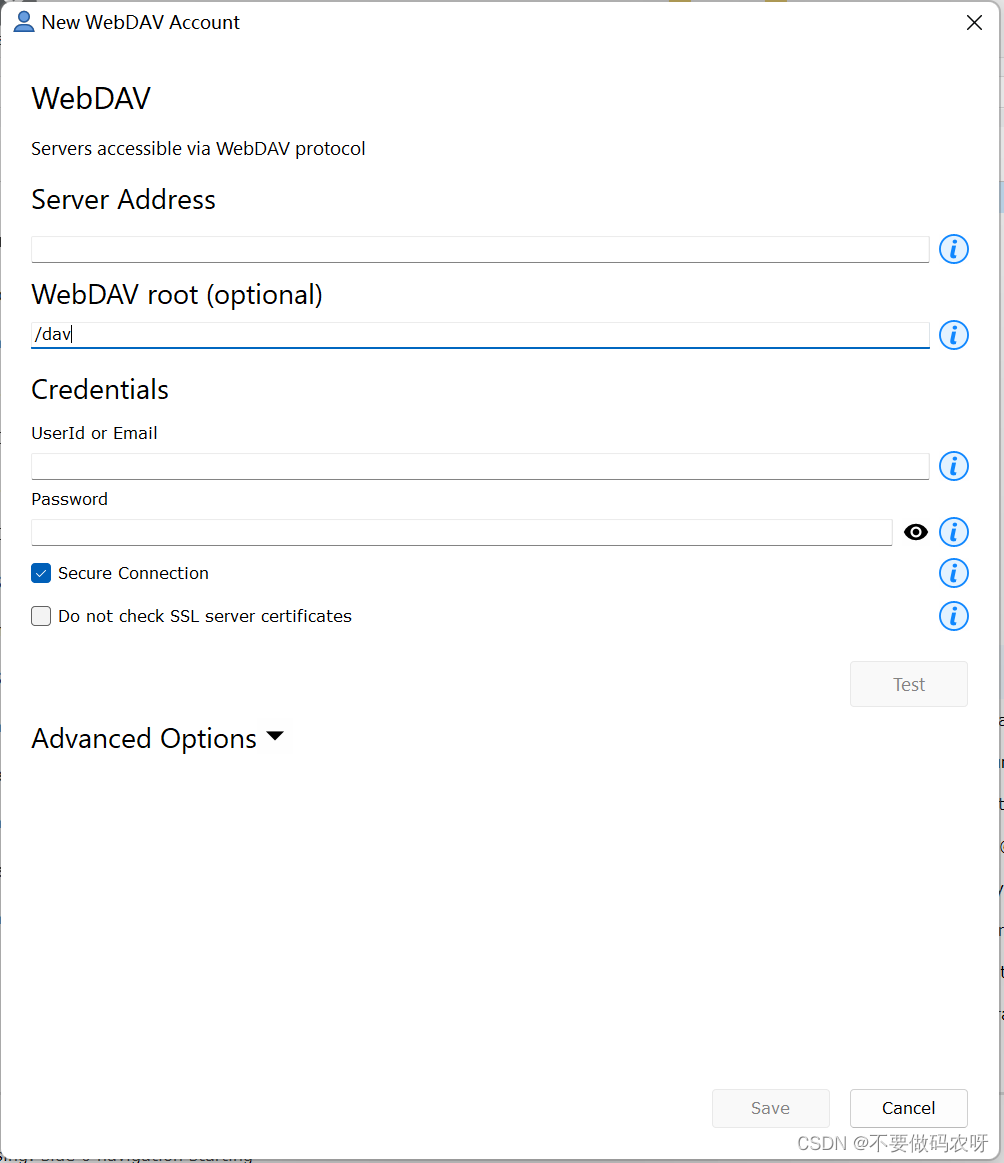 New WebDAV Account
WebDAV
Servers accessible via WebDAV protocol
Server Address
WebDAV root (optional)
/dav
Credentials
UserId or Email
Password
Secure Connection
Do not check SSL server certificates
Test
Advanced Options
Save
Cancel
CSDN @不要做码农呀